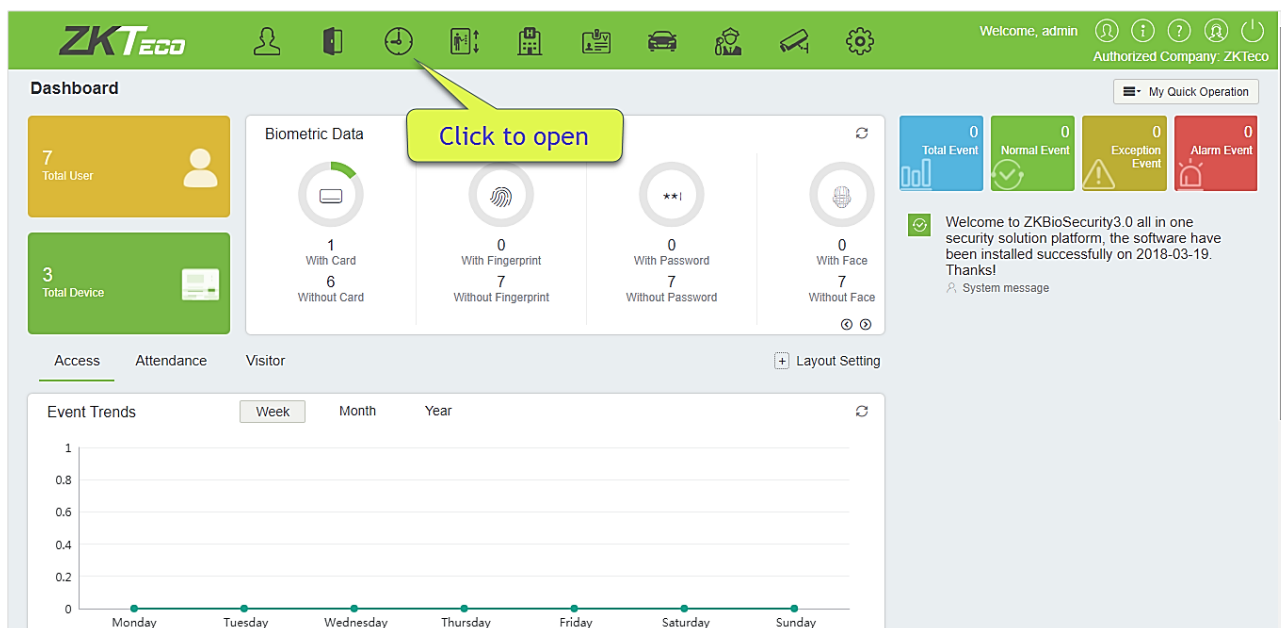 ZKTeco
Welcome, admin
Authorized Company: ZKTeco
Dashboard
My Quick Operation
Click to open
7
Total User
3
Total Device
Biometric Data
1
With Card
6
Without Card
0
With Fingerprint
7
Without Fingerprint
**|
0
With Password
7
Without Password
0
With Face
7
Without Face
0
Total Event
0
Normal Event
0
Exception
Event
0
Alarm Event
Welcome to ZKBioSecurity3.0 all in one
security solution platform, the software have
been installed successfully on 2018-03-19.
Thanks!
System message
Access Attendance Visitor
Layout Setting
Event Trends
Week Month Year
1
0.8
0.6
0.4
0.2
0
Monday Tuesday Wednesday Thursday Friday Saturday Sunday